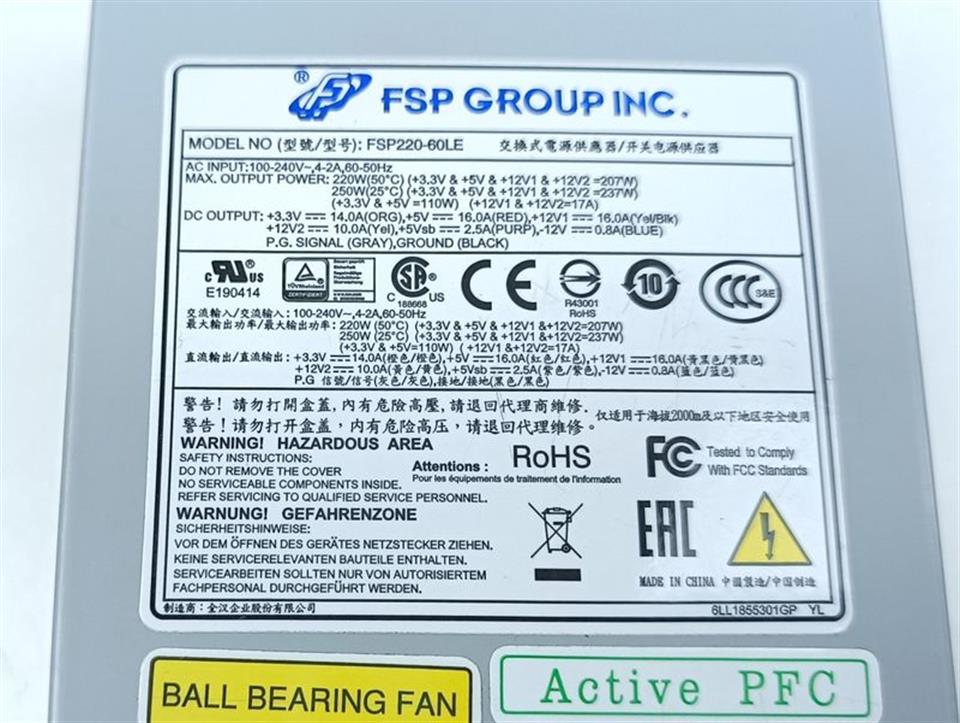 ® FSP GROUP INC.
MODEL NO (型號/型号): FSP220-60LE 交換式電源供應器/开关电源供应器
AC INPUT:100-240V~,4-2A,60-50Hz
MAX. OUTPUT POWER: 220W(50°C) (+3.3V & +5V & +12V1 & +12V2 =207W)
250W(25°C) (+3.3V & +5V & +12V1 & +12V2 =237W)
(+3.3V & +5V =110W) (+12V1 & +12V2=17A)
DC OUTPUT: +3.3V ⎓ 14.0A(ORG),+5V ⎓ 16.0A(RED),+12V1 ⎓ 16.0A(Yel/Blk)
+12V2 ⎓ 10.0A(Yel),+5Vsb ⎓ 2.5A(PURP),-12V ⎓ 0.8A(BLUE)
P.G. SIGNAL (GRAY),GROUND (BLACK)
c RU US
E190414
TÜVRheinland
ZERTIFIZIERT
SA
C US
188668
CE
R43001
RoHS
10
CCC S&E
交流輸入/交流输入: 100-240V~,4-2A,60-50Hz
最大輸出功率/最大输出功率: 220W (50°C) (+3.3V & +5V & +12V1 &+12V2=207W)
250W (25°C) (+3.3V & +5V & +12V1 &+12V2=237W)
(+3.3V & +5V=110W) ( +12V1 &+12V2=17A)
直流輸出/直流输出: +3.3V ⎓ 14.0A(橙色/橙色),+5V ⎓ 16.0A(紅色/红色),+12V1 ⎓ 16.0A(黃黑色/黄黑色)
+12V2 ⎓ 10.0A(黃色/黄色),+5Vsb ⎓ 2.5A(紫色/紫色),-12V ⎓ 0.8A(藍色/蓝色)
P.G 信號/信号(灰色/灰色),接地/接地(黑色/黑色)
警告! 請勿打開盒蓋,內有危險高壓,請退回代理商維修.
警告! 请勿打开盒盖, 内有危险高压, 请退回代理商维修.
仅适用于海拔2000m及以下地区安全使用
WARNING! HAZARDOUS AREA
SAFETY INSTRUCTIONS:
DO NOT REMOVE THE COVER
NO SERVICEABLE COMPONENTS INSIDE.
REFER SERVICING TO QUALIFIED SERVICE PERSONNEL.
Attentions : RoHS
Pour les équipements de traitement de l'information
FC Tested to Comply
With FCC Standards
WARNUNG! GEFAHRENZONE
SICHERHEITSHINWEISE:
VOR DEM ÖFFNEN DES GERÄTES NETZSTECKER ZIEHEN.
KEINE SERVICERELEVANTEN BAUTEILE ENTHALTEN.
SERVICEARBEITEN SOLLTEN NUR VON AUTORISIERTEM
FACHPERSONAL DURCHGEFÜHRT WERDEN.
EAC
MADE IN CHINA 中國製造/中国制造
制造商: 全汉企业股份有限公司
6LL1855301GP YL
BALL BEARING FAN
Active PFC